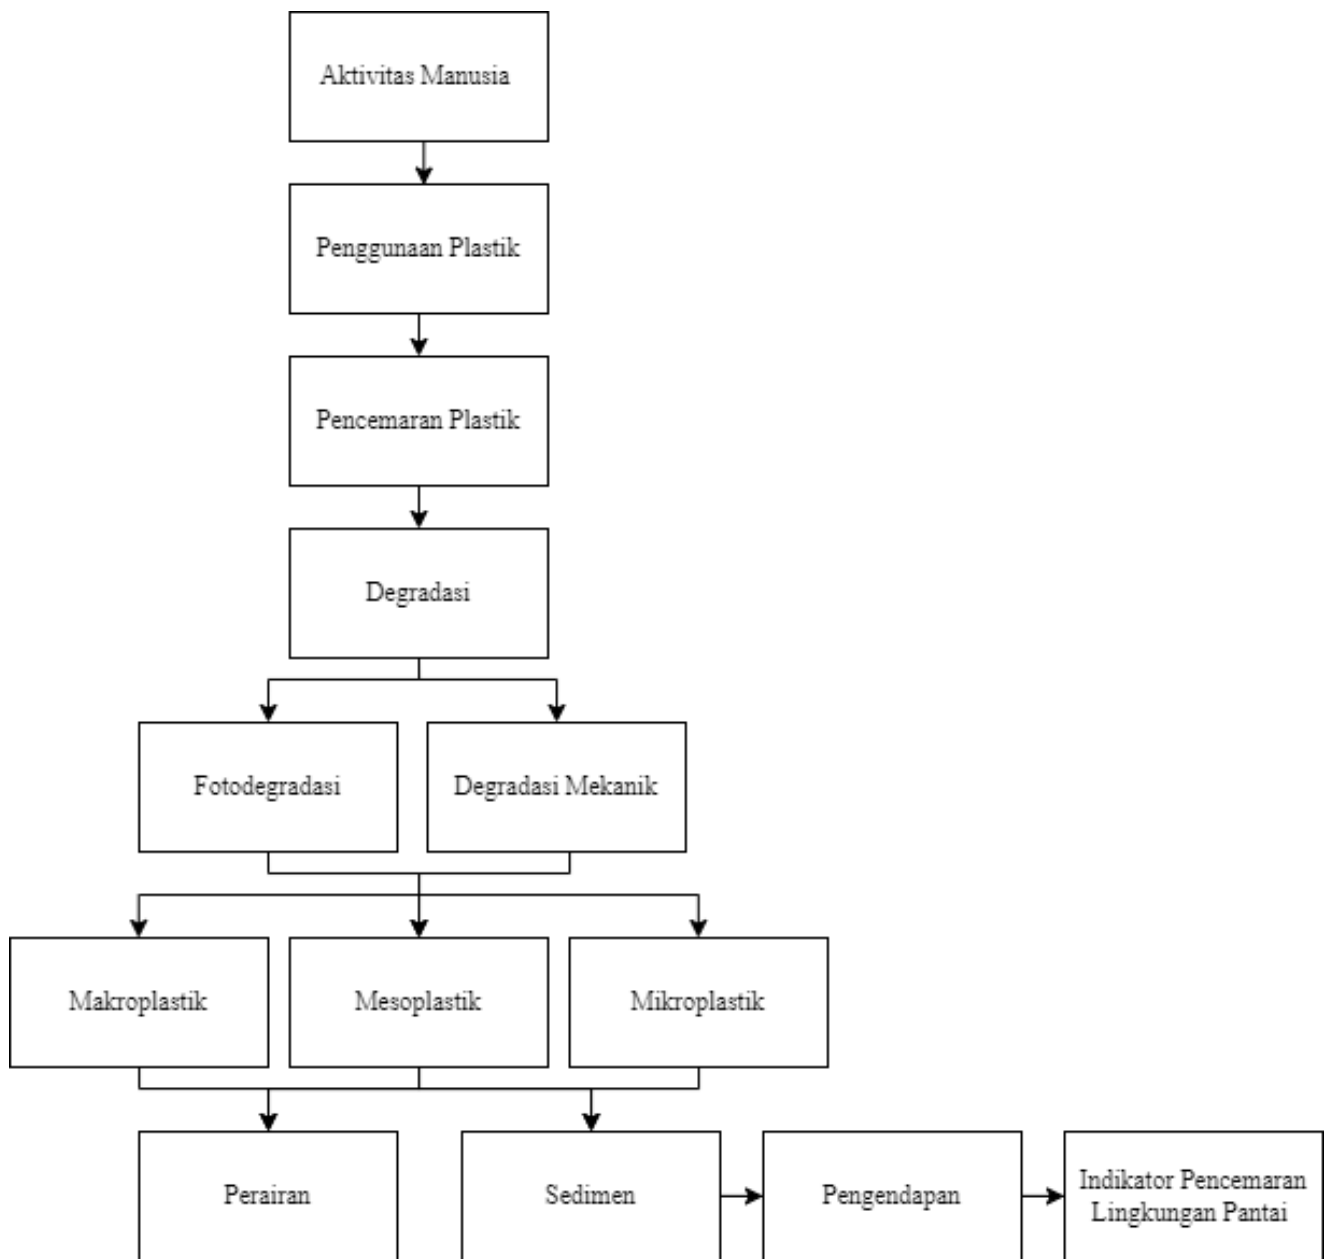 Aktivitas Manusia
Penggunaan Plastik
Pencemaran Plastik
Degradasi
Fotodegradasi
Degradasi Mekanik
Makroplastik
Mesoplastik
Mikroplastik
Perairan
Sedimen
Pengendapan
Indikator Pencemaran
Lingkungan Pantai